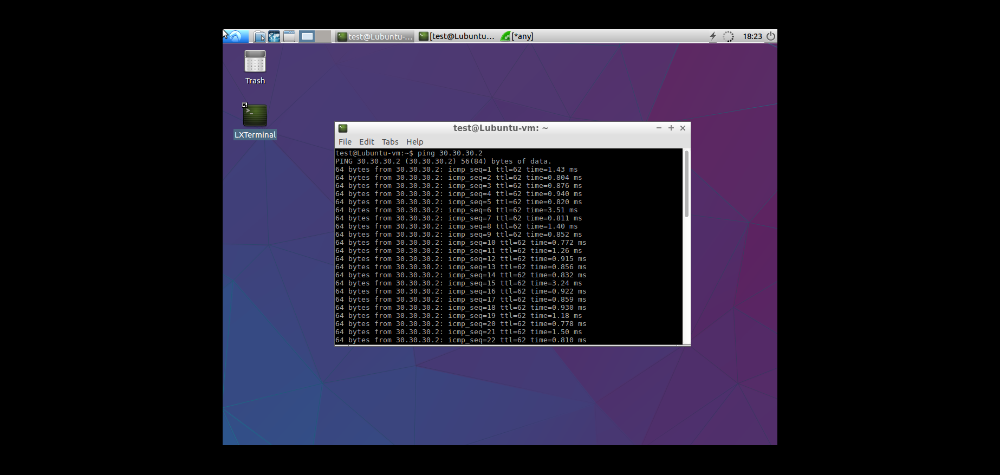 test@Lubuntu-... [test@Lubuntu... [*any] 18:23
Trash
LXTerminal
test@Lubuntu-vm: ~
File Edit Tabs Help
test@Lubuntu-vm:~$ ping 30.30.30.2
PING 30.30.30.2 (30.30.30.2) 56(84) bytes of data.
64 bytes from 30.30.30.2: icmp_seq=1 ttl=62 time=1.43 ms
64 bytes from 30.30.30.2: icmp_seq=2 ttl=62 time=0.804 ms
64 bytes from 30.30.30.2: icmp_seq=3 ttl=62 time=0.876 ms
64 bytes from 30.30.30.2: icmp_seq=4 ttl=62 time=0.940 ms
64 bytes from 30.30.30.2: icmp_seq=5 ttl=62 time=0.820 ms
64 bytes from 30.30.30.2: icmp_seq=6 ttl=62 time=3.51 ms
64 bytes from 30.30.30.2: icmp_seq=7 ttl=62 time=0.811 ms
64 bytes from 30.30.30.2: icmp_seq=8 ttl=62 time=1.40 ms
64 bytes from 30.30.30.2: icmp_seq=9 ttl=62 time=0.852 ms
64 bytes from 30.30.30.2: icmp_seq=10 ttl=62 time=0.772 ms
64 bytes from 30.30.30.2: icmp_seq=11 ttl=62 time=1.26 ms
64 bytes from 30.30.30.2: icmp_seq=12 ttl=62 time=0.915 ms
64 bytes from 30.30.30.2: icmp_seq=13 ttl=62 time=0.856 ms
64 bytes from 30.30.30.2: icmp_seq=14 ttl=62 time=0.832 ms
64 bytes from 30.30.30.2: icmp_seq=15 ttl=62 time=3.24 ms
64 bytes from 30.30.30.2: icmp_seq=16 ttl=62 time=0.922 ms
64 bytes from 30.30.30.2: icmp_seq=17 ttl=62 time=0.859 ms
64 bytes from 30.30.30.2: icmp_seq=18 ttl=62 time=0.930 ms
64 bytes from 30.30.30.2: icmp_seq=19 ttl=62 time=1.18 ms
64 bytes from 30.30.30.2: icmp_seq=20 ttl=62 time=0.778 ms
64 bytes from 30.30.30.2: icmp_seq=21 ttl=62 time=1.50 ms
64 bytes from 30.30.30.2: icmp_seq=22 ttl=62 time=0.810 ms